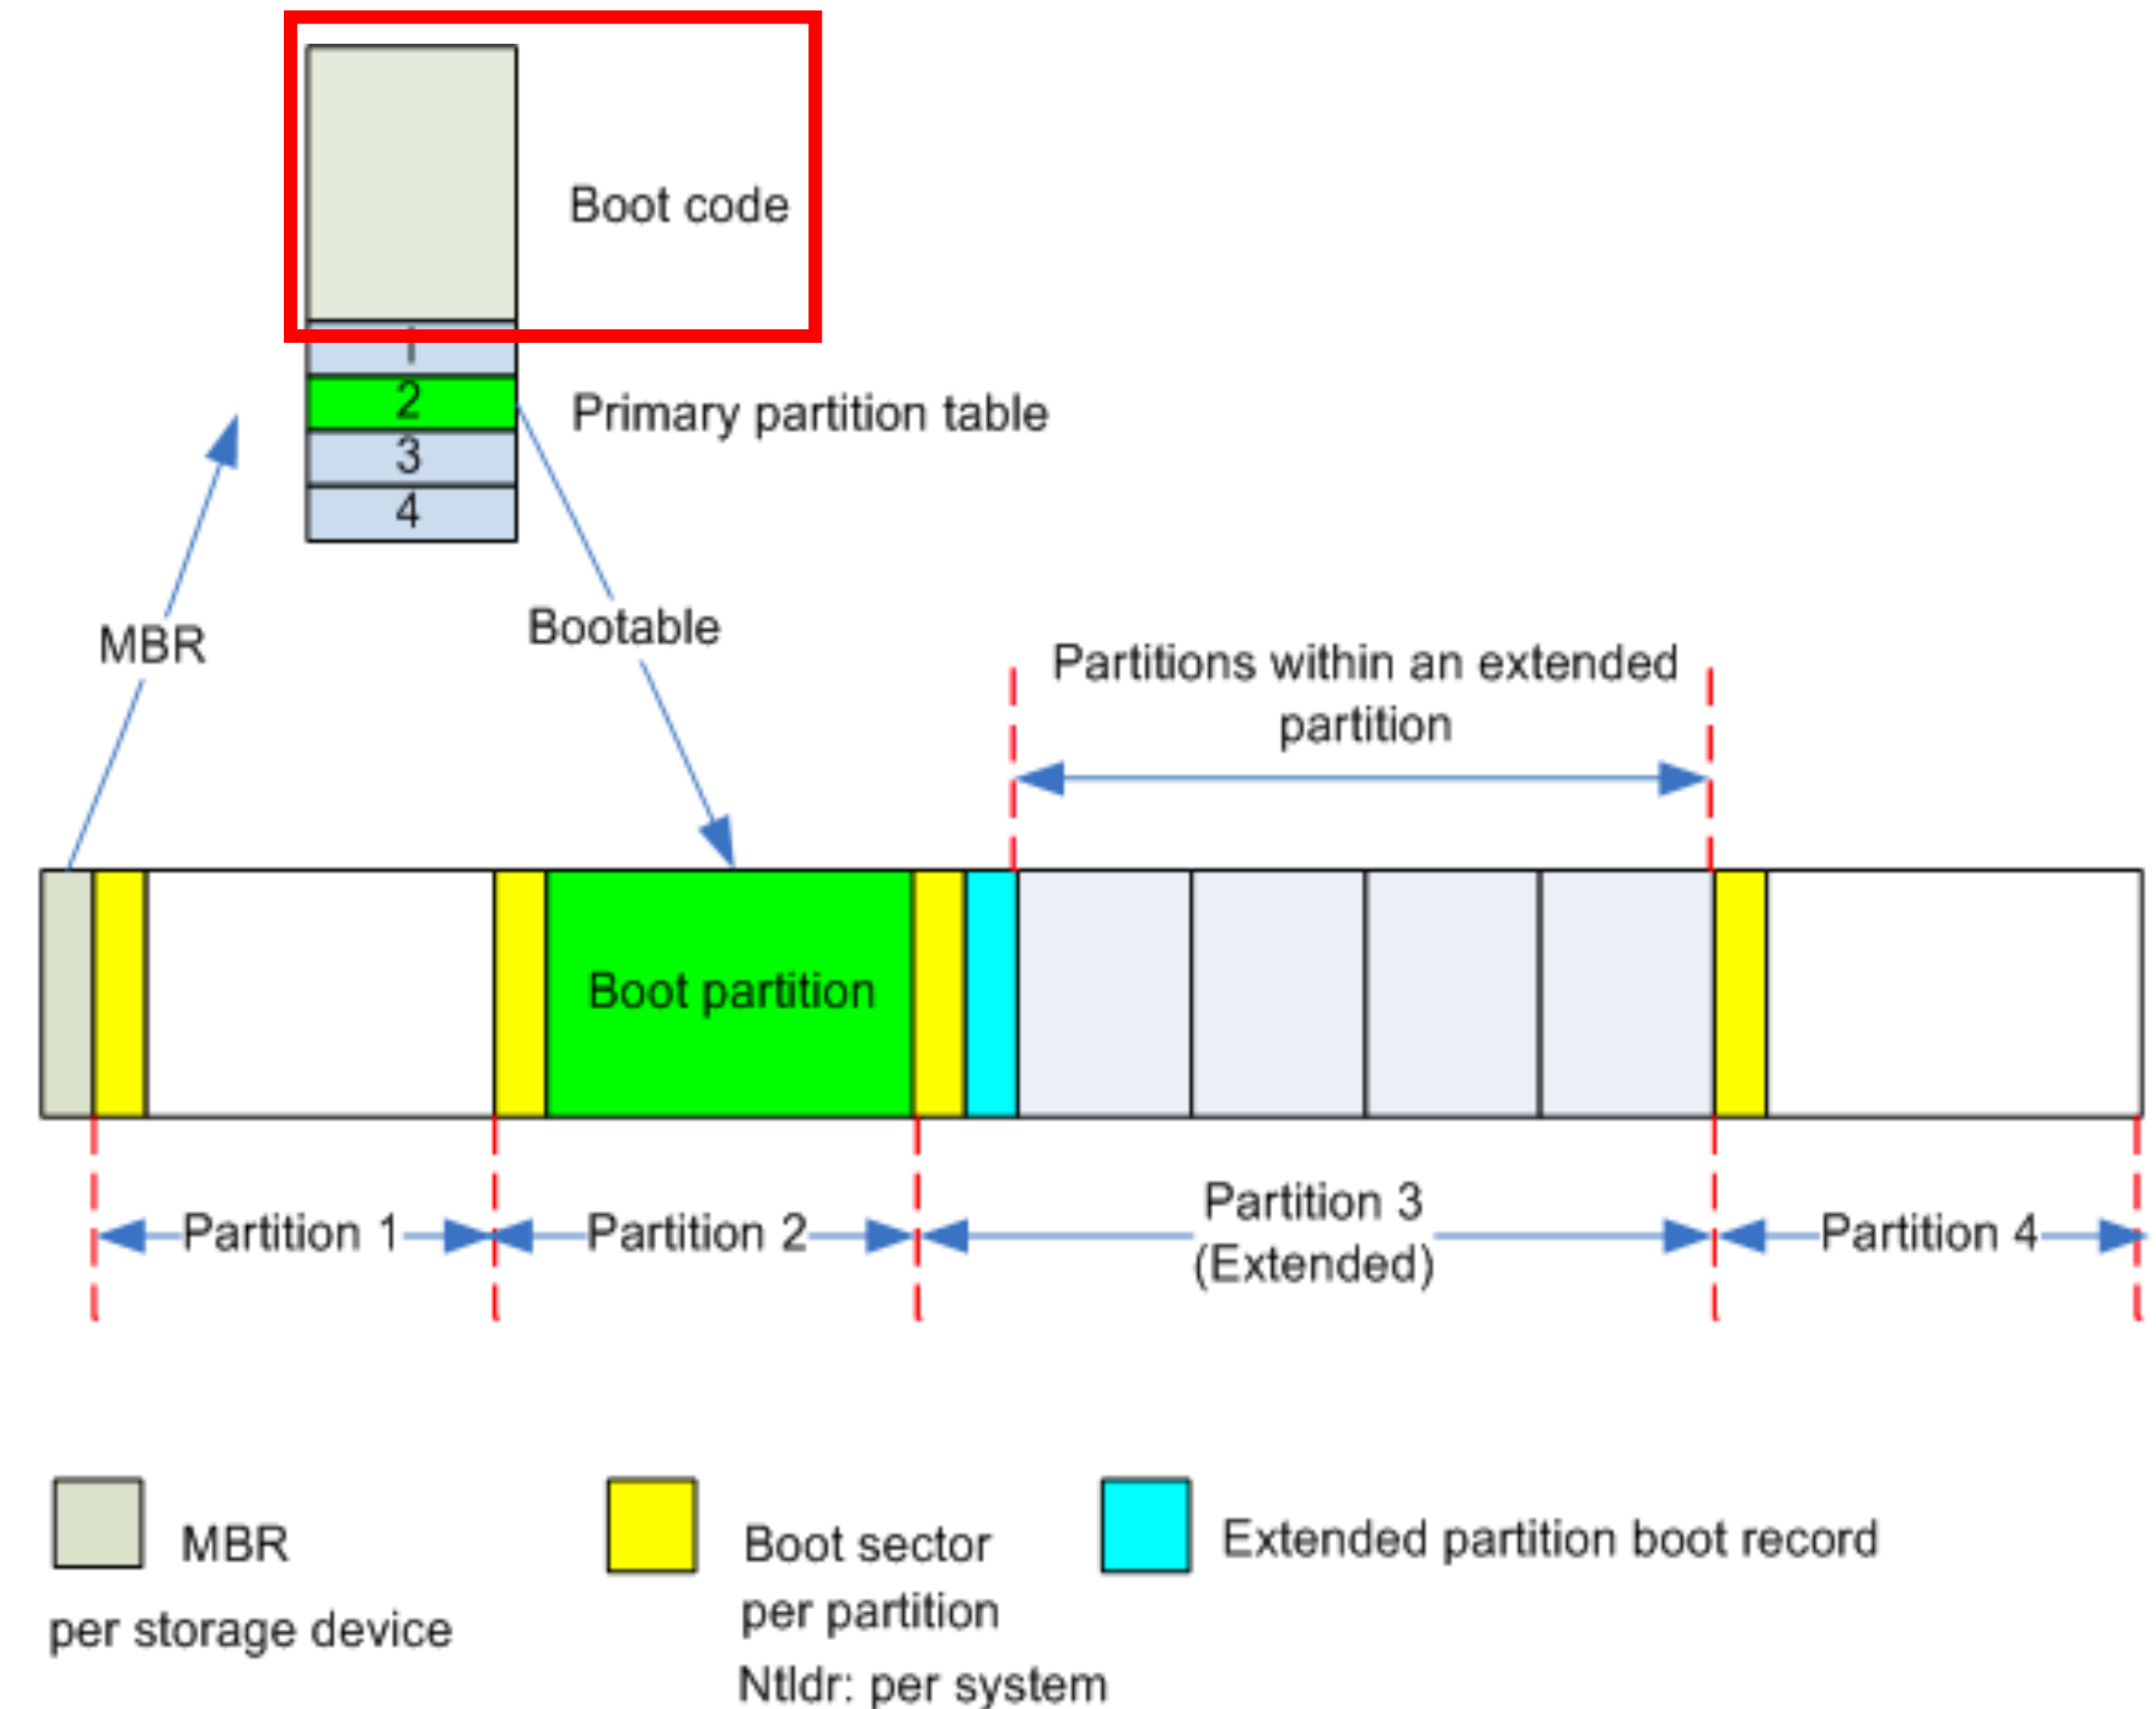 Boot code
1
2
Primary partition table
3
4
MBR
Bootable
Partitions within an extended
partition
Boot partition
Partition 1
Partition 2
Partition 3
(Extended)
Partition 4
MBR
per storage device
Boot sector
per partition
Ntldr: per system
Extended partition boot record